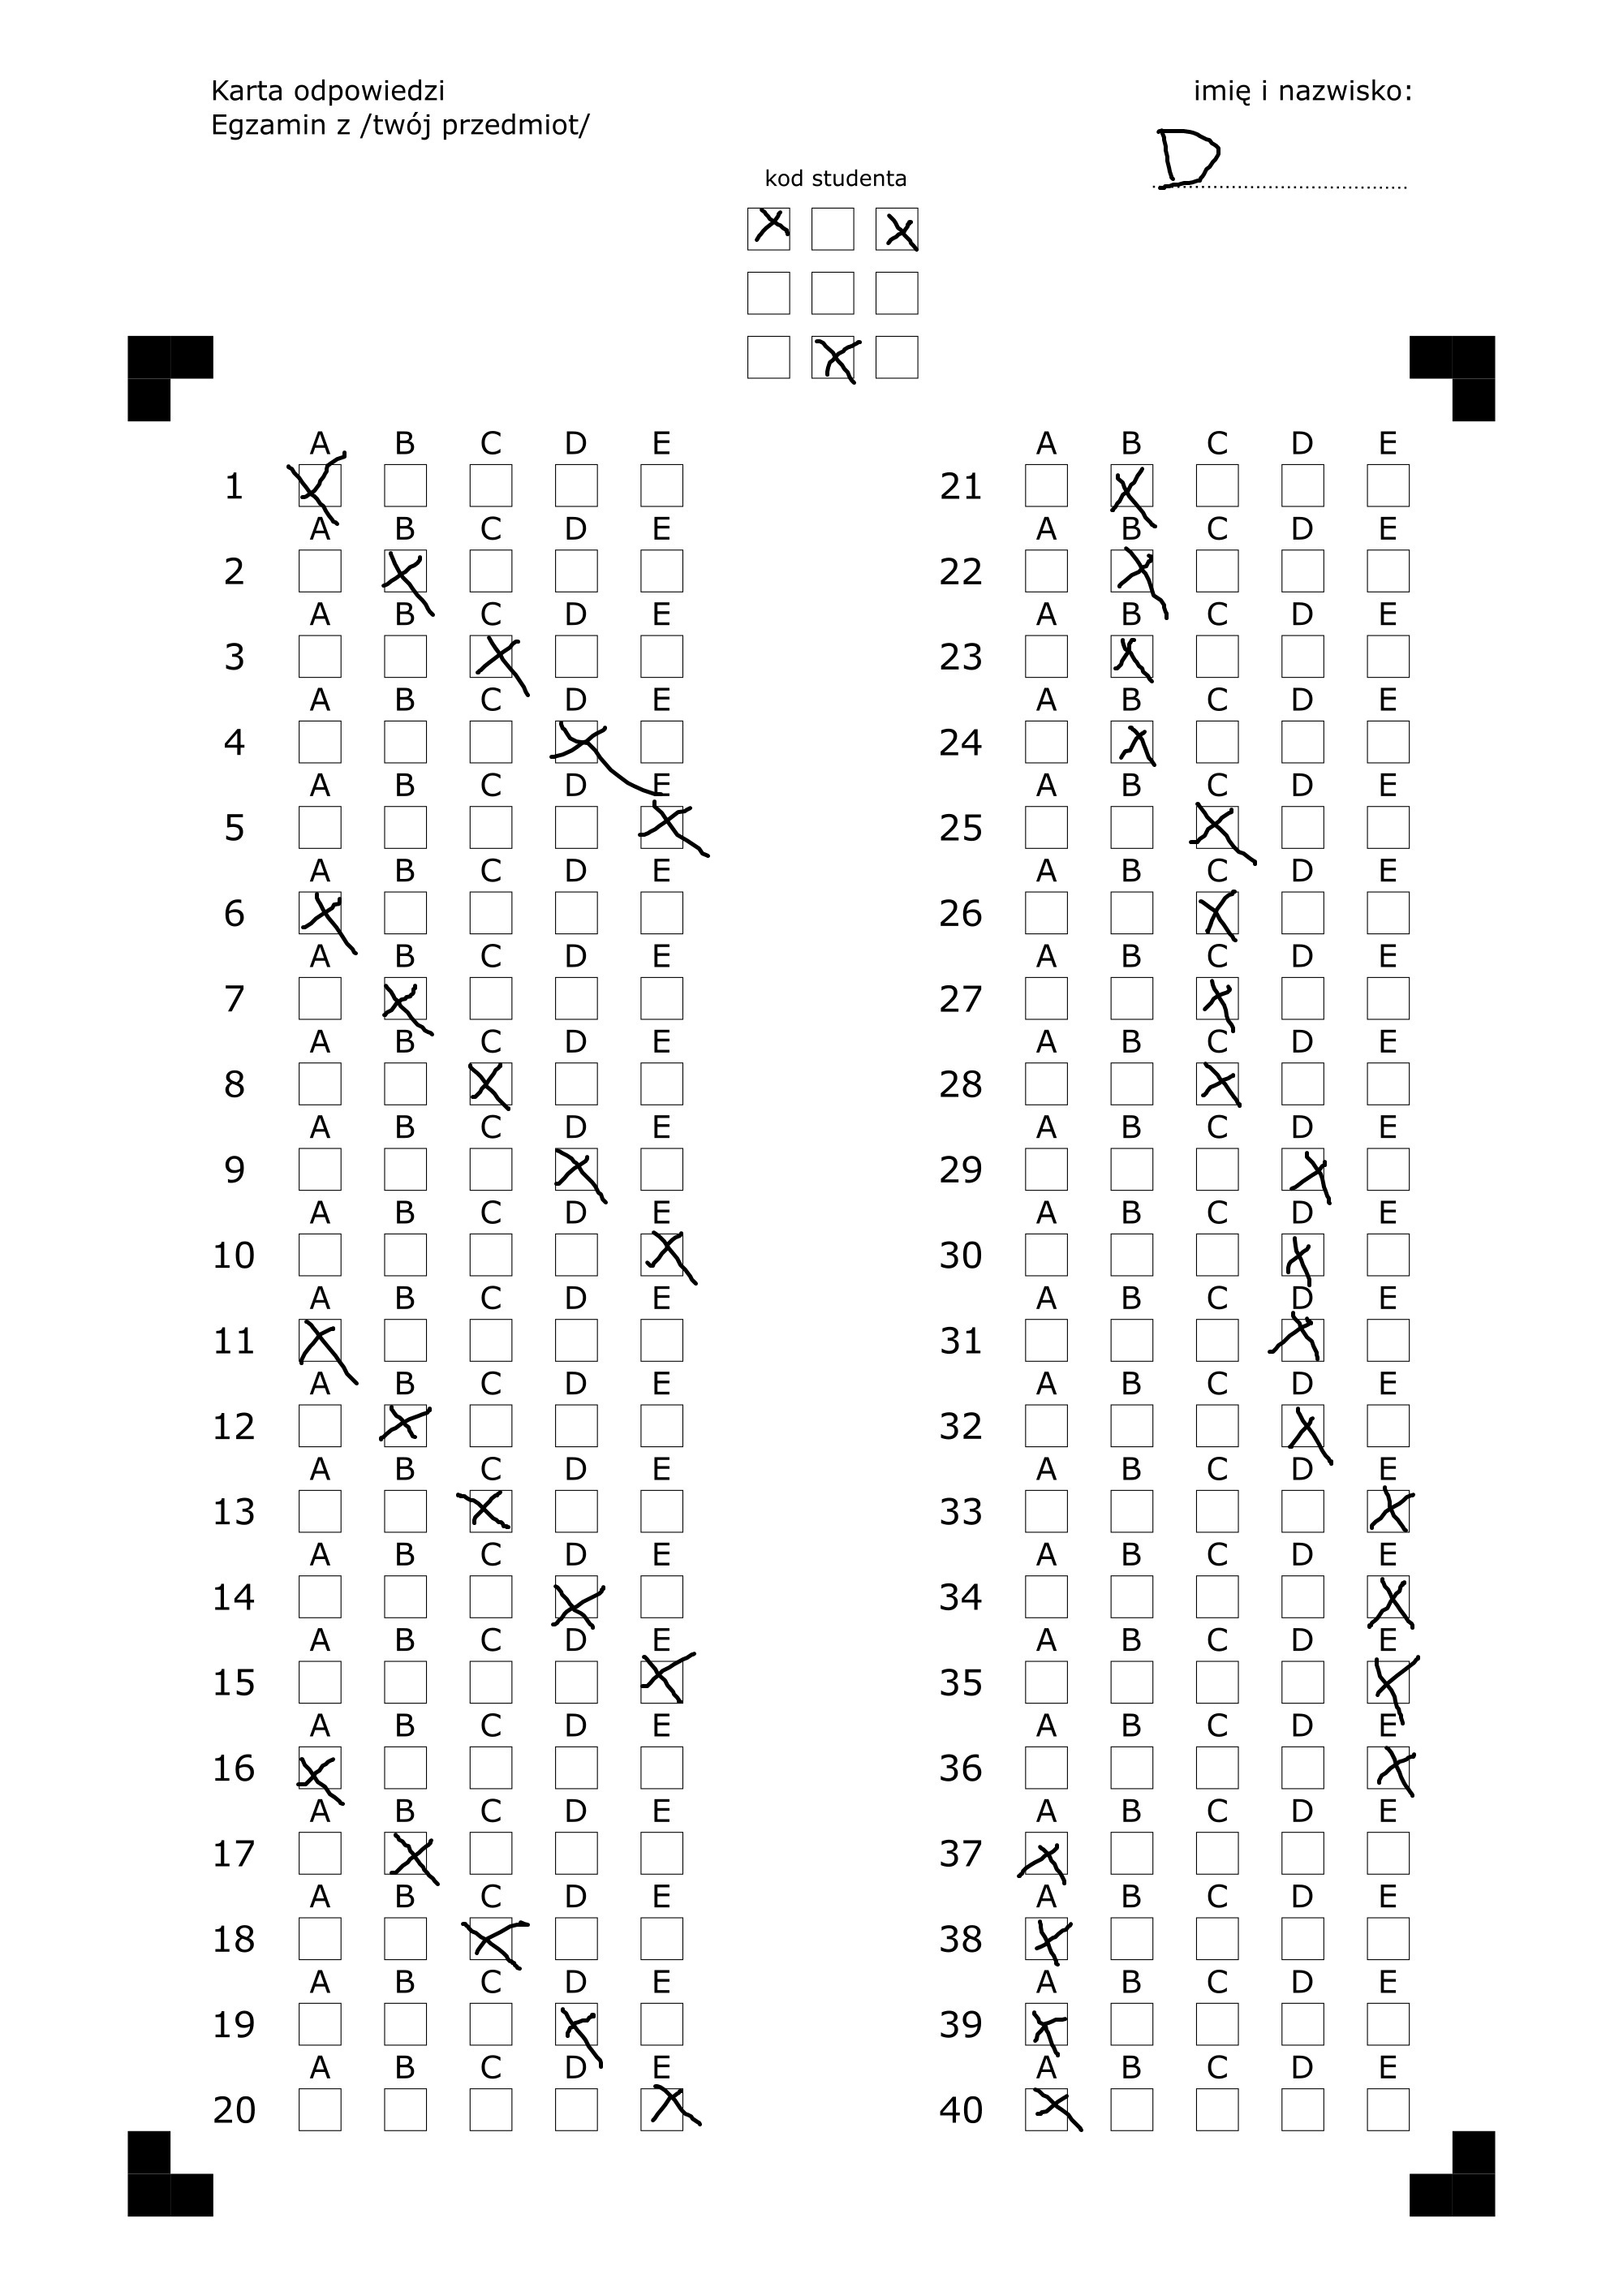 Karta odpowiedzi
Egzamin z /twój przedmiot/
imię i nazwisko:
D
kod studenta
A B C D E
1
A B C D E
2
A B C D E
3
A B C D E
4
A B C D E
5
A B C D E
6
A B C D E
7
A B C D E
8
A B C D E
9
A B C D E
10
A B C D E
11
A B C D E
12
A B C D E
13
A B C D E
14
A B C D E
15
A B C D E
16
A B C D E
17
A B C D E
18
A B C D E
19
A B C D E
20
A B C D E
21
A B C D E
22
A B C D E
23
A B C D E
24
A B C D E
25
A B C D E
26
A B C D E
27
A B C D E
28
A B C D E
29
A B C D E
30
A B C D E
31
A B C D E
32
A B C D E
33
A B C D E
34
A B C D E
35
A B C D E
36
A B C D E
37
A B C D E
38
A B C D E
39
A B C D E
40